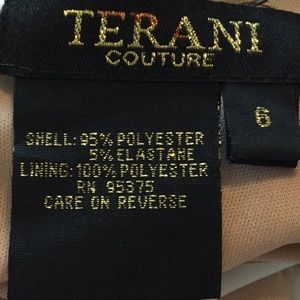 TERANI
COUTURE
6
SHELL: 95% POLYESTER
5% ELASTANE
LINING: 100% POLYESTER
RN 95375
CARE ON REVERSE